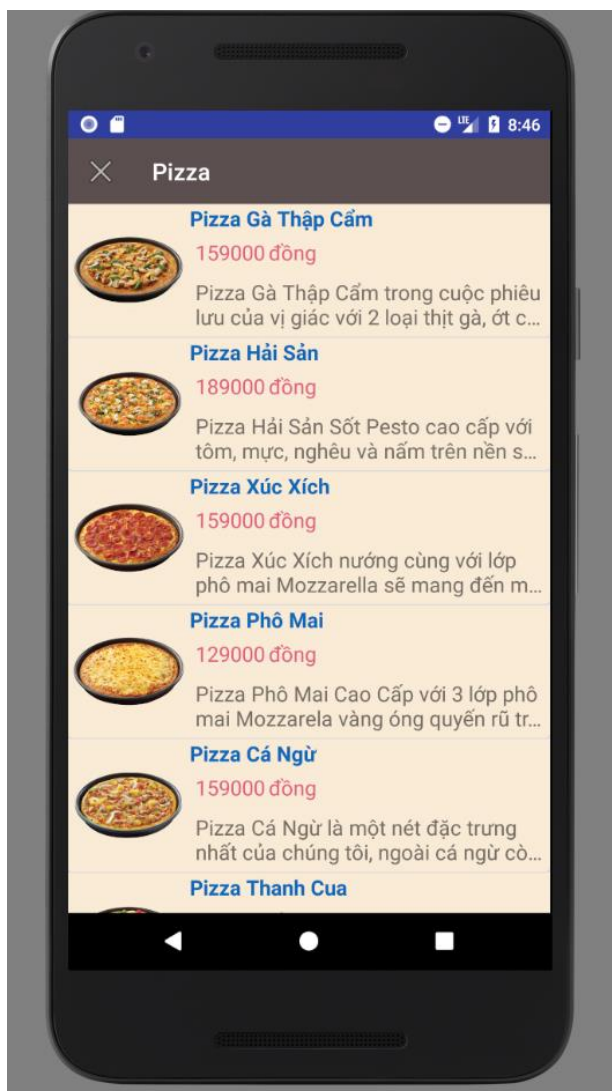 LTE 8:46
Pizza
Pizza Gà Thập Cẩm
159000 đồng
Pizza Gà Thập Cẩm trong cuộc phiêu
lưu của vị giác với 2 loại thịt gà, ớt c...
Pizza Hải Sản
189000 đồng
Pizza Hải Sản Sốt Pesto cao cấp với
tôm, mực, nghêu và nấm trên nền s...
Pizza Xúc Xích
159000 đồng
Pizza Xúc Xích nướng cùng với lớp
phô mai Mozzarella sẽ mang đến m...
Pizza Phô Mai
129000 đồng
Pizza Phô Mai Cao Cấp với 3 lớp phô
mai Mozzarela vàng óng quyến rũ tr...
Pizza Cá Ngừ
159000 đồng
Pizza Cá Ngừ là một nét đặc trưng
nhất của chúng tôi, ngoài cá ngừ cò...
Pizza Thanh Cua